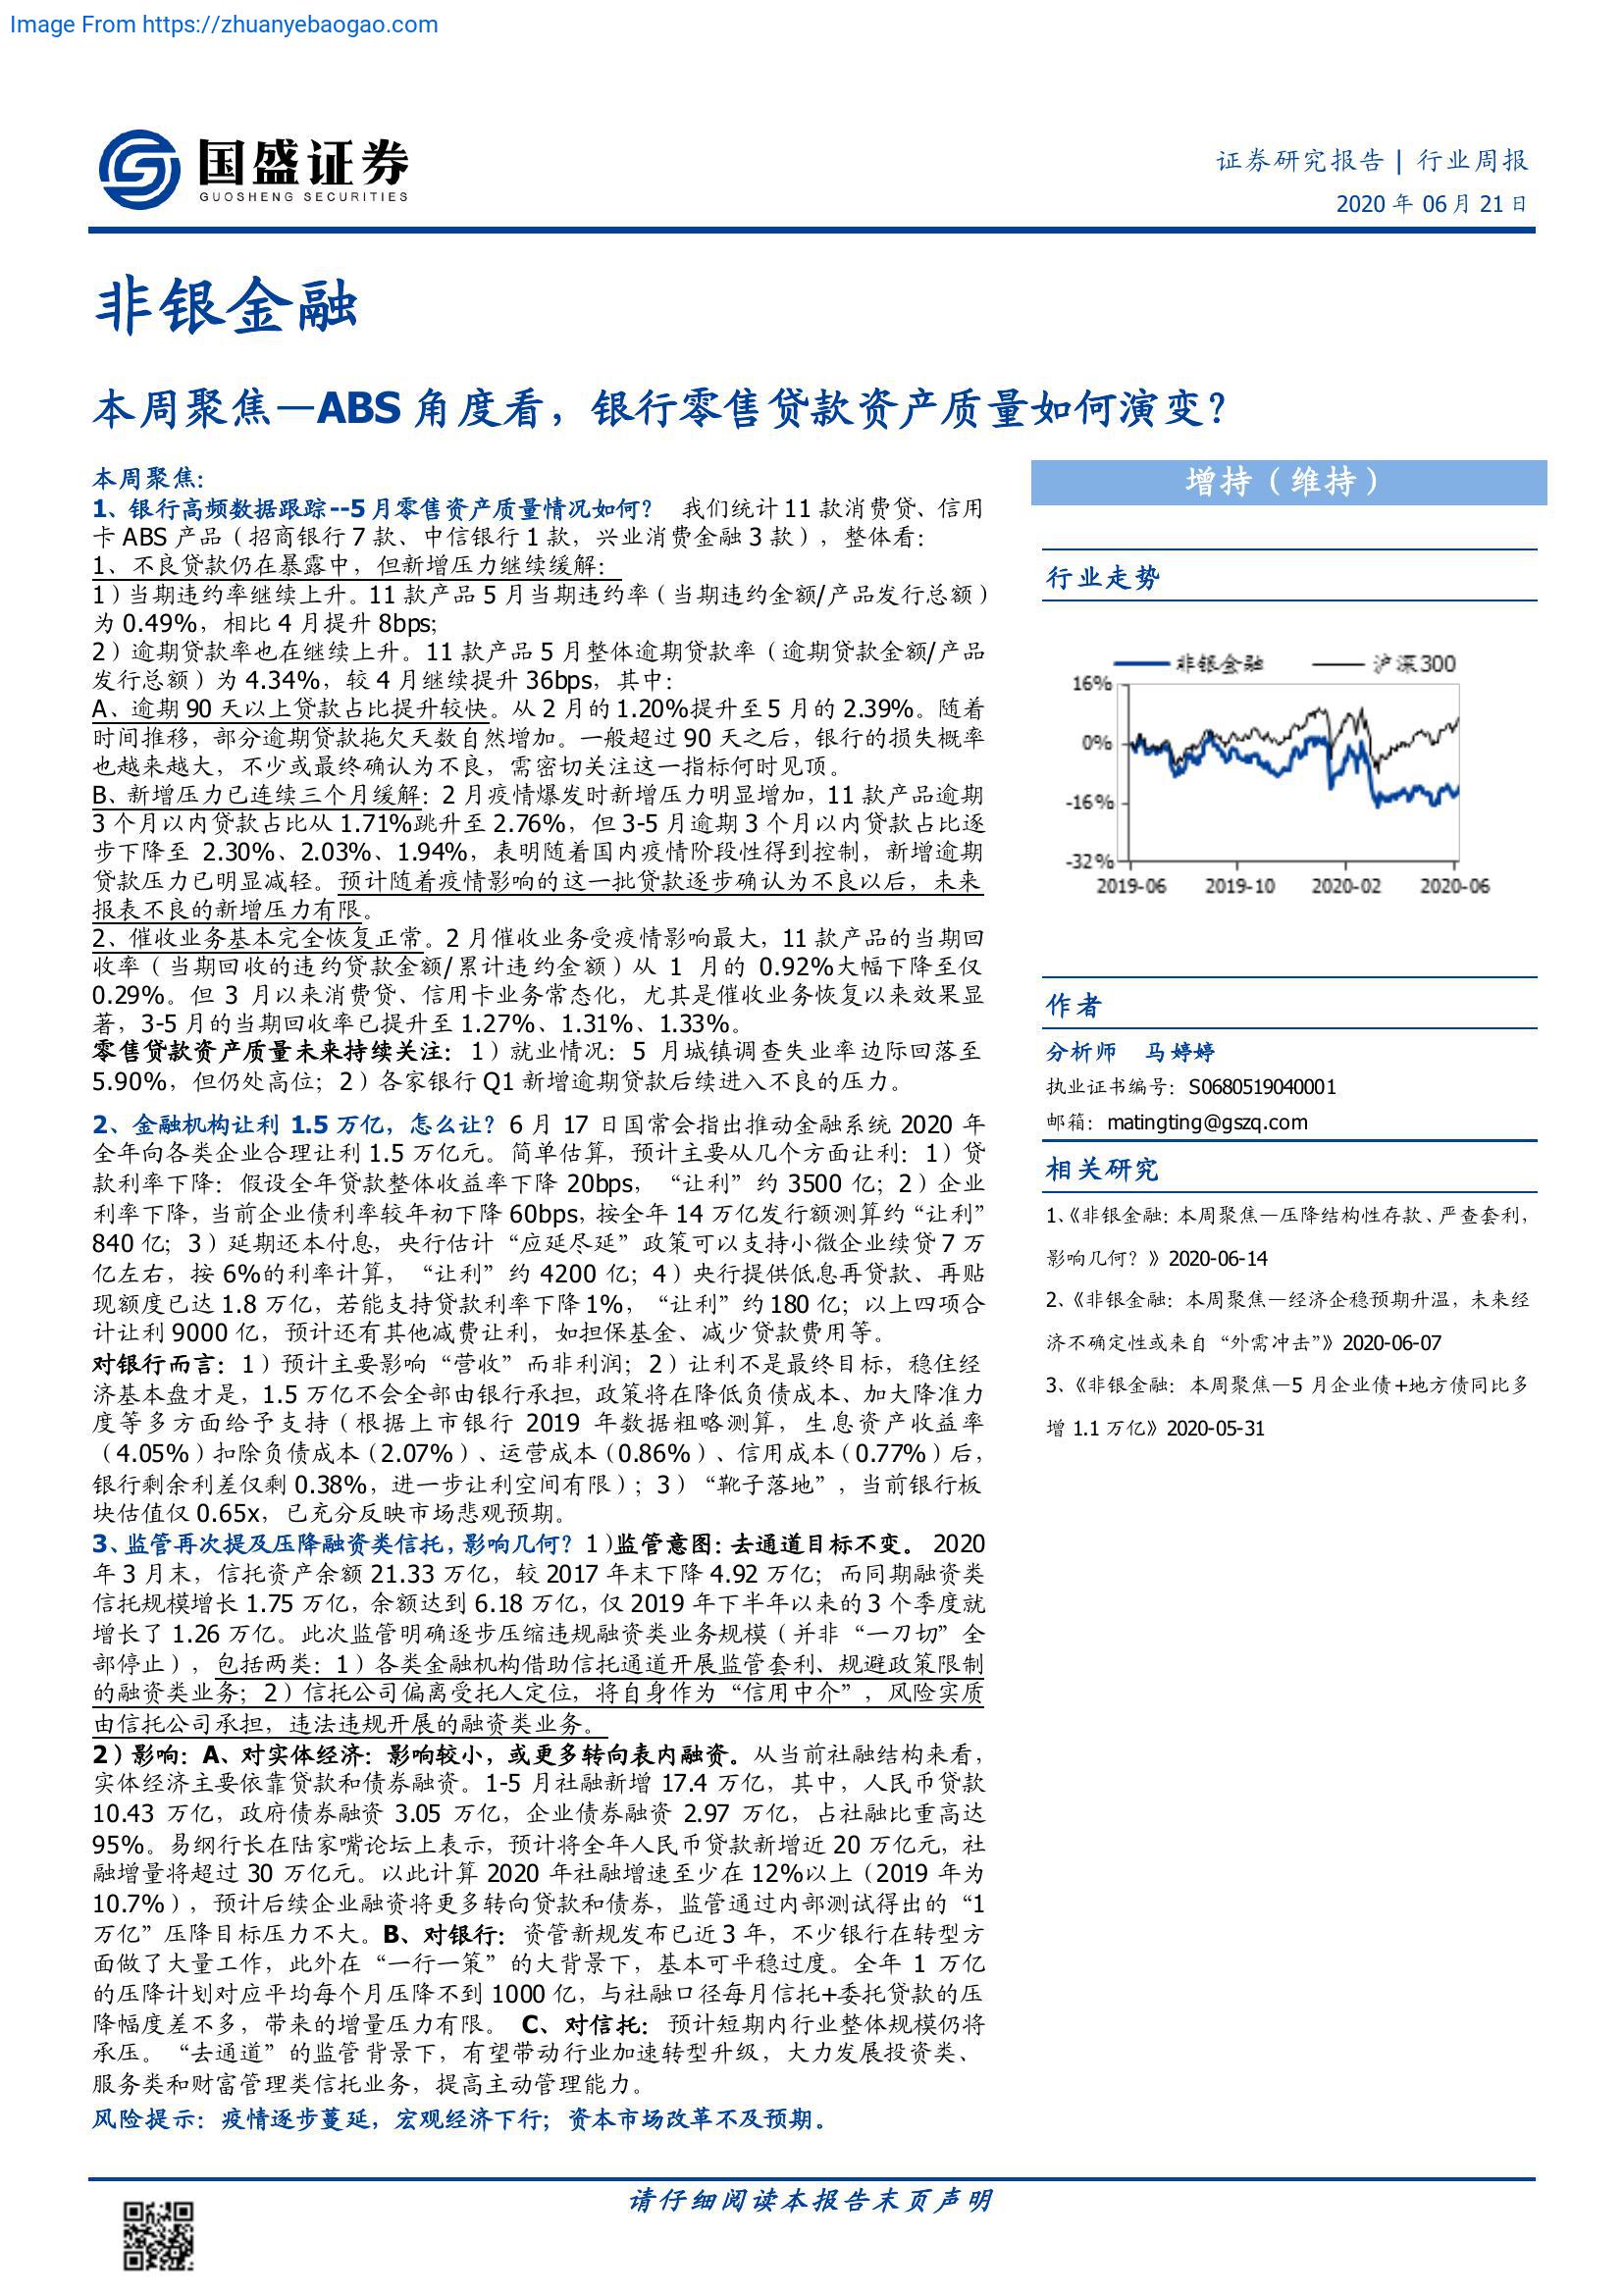 Image From https://zhuanyebaogao.com
国盛证券
GUOSHENG SECURITIES
证券研究报告 | 行业周报
2020 年 06 月 21 日
非银金融
本周聚焦—ABS 角度看，银行零售贷款资产质量如何演变？
本周聚焦：
1、银行高频数据跟踪--5 月零售资产质量情况如何？ 我们统计 11 款消费贷、信用
卡 ABS 产品（招商银行 7 款、中信银行 1 款，兴业消费金融 3 款），整体看：
1、不良贷款仍在暴露中，但新增压力继续缓解：
1）当期违约率继续上升。11 款产品 5 月当期违约率（当期违约金额/产品发行总额）
为 0.49%，相比 4 月提升 8bps;
2）逾期贷款率也在继续上升。11 款产品 5 月整体逾期贷款率（逾期贷款金额/产品
发行总额）为 4.34%，较 4 月继续提升 36bps，其中：
A、逾期 90 天以上贷款占比提升较快。从 2 月的 1.20%提升至 5 月的 2.39%。随着
时间推移，部分逾期贷款拖欠天数自然增加。一般超过 90 天之后，银行的损失概率
也越来越大，不少或最终确认为不良，需密切关注这一指标何时见顶。
B、新增压力已连续三个月缓解：2 月疫情爆发时新增压力明显增加，11 款产品逾期
3 个月以内贷款占比从 1.71%跳升至 2.76%，但 3-5 月逾期 3 个月以内贷款占比逐
步下降至 2.30%、2.03%、1.94%，表明随着国内疫情阶段性得到控制，新增逾期
贷款压力已明显减轻。预计随着疫情影响的这一批贷款逐步确认为不良以后，未来
报表不良的新增压力有限。
2、催收业务基本完全恢复正常。2 月催收业务受疫情影响最大，11 款产品的当期回
收率（当期回收的违约贷款金额/累计违约金额）从 1 月的 0.92%大幅下降至仅
0.29%。但 3 月以来消费贷、信用卡业务常态化，尤其是催收业务恢复以来效果显
著，3-5 月的当期回收率已提升至 1.27%、1.31%、1.33%。
零售贷款资产质量未来持续关注：1）就业情况：5 月城镇调查失业率边际回落至
5.90%，但仍处高位；2）各家银行 Q1 新增逾期贷款后续进入不良的压力。
2、金融机构让利 1.5 万亿，怎么让？6 月 17 日国常会指出推动金融系统 2020 年
全年向各类企业合理让利 1.5 万亿元。简单估算，预计主要从几个方面让利：1）贷
款利率下降：假设全年贷款整体收益率下降 20bps，“让利”约 3500 亿；2）企业
利率下降，当前企业债利率较年初下降 60bps，按全年 14 万亿发行额测算约“让利”
840 亿；3）延期还本付息，央行估计“应延尽延”政策可以支持小微企业续贷 7 万
亿左右，按 6%的利率计算，“让利”约 4200 亿；4）央行提供低息再贷款、再贴
现额度已达 1.8 万亿，若能支持贷款利率下降 1%，“让利”约 180 亿；以上四项合
计让利 9000 亿，预计还有其他减费让利，如担保基金、减少贷款费用等。
对银行而言：1）预计主要影响“营收”而非利润；2）让利不是最终目标，稳住经
济基本盘才是，1.5 万亿不会全部由银行承担，政策将在降低负债成本、加大降准力
度等多方面给予支持（根据上市银行 2019 年数据粗略测算，生息资产收益率
（4.05%）扣除负债成本（2.07%）、运营成本（0.86%）、信用成本（0.77%）后，
银行剩余利差仅剩 0.38%，进一步让利空间有限）；3）“靴子落地”，当前银行板
块估值仅 0.65x，已充分反映市场悲观预期。
3、监管再次提及压降融资类信托，影响几何？1）监管意图：去通道目标不变。 2020
年 3 月末，信托资产余额 21.33 万亿，较 2017 年末下降 4.92 万亿；而同期融资类
信托规模增长 1.75 万亿，余额达到 6.18 万亿，仅 2019 年下半年以来的 3 个季度就
增长了 1.26 万亿。此次监管明确逐步压缩违规融资类业务规模（并非“一刀切”全
部停止），包括两类：1）各类金融机构借助信托通道开展监管套利、规避政策限制
的融资类业务；2）信托公司偏离受托人定位，将自身作为“信用中介”，风险实质
由信托公司承担，违法违规开展的融资类业务。
2）影响：A、对实体经济：影响较小，或更多转向表内融资。从当前社融结构来看，
实体经济主要依靠贷款和债券融资。1-5 月社融新增 17.4 万亿，其中，人民币贷款
10.43 万亿，政府债券融资 3.05 万亿，企业债券融资 2.97 万亿，占社融比重高达
95%。易纲行长在陆家嘴论坛上表示，预计将全年人民币贷款新增近 20 万亿元，社
融增量将超过 30 万亿元。以此计算 2020 年社融增速至少在 12%以上（2019 年为
10.7%），预计后续企业融资将更多转向贷款和债券，监管通过内部测试得出的“1
万亿”压降目标压力不大。B、对银行：资管新规发布已近 3 年，不少银行在转型方
面做了大量工作，此外在“一行一策”的大背景下，基本可平稳过度。全年 1 万亿
的压降计划对应平均每个月压降不到 1000 亿，与社融口径每月信托+委托贷款的压
降幅度差不多，带来的增量压力有限。 C、对信托：预计短期内行业整体规模仍将
承压。“去通道”的监管背景下，有望带动行业加速转型升级，大力发展投资类、
服务类和财富管理类信托业务，提高主动管理能力。
风险提示：疫情逐步蔓延，宏观经济下行；资本市场改革不及预期。
增持（维持）
行业走势
非银金融 沪深300
16%
0%
-16%
-32%
2019-06 2019-10 2020-02 2020-06
作者
分析师 马婷婷
执业证书编号：S0680519040001
邮箱：matingting@gszq.com
相关研究
1、《非银金融：本周聚焦—压降结构性存款、严查套利，
影响几何？》2020-06-14
2、《非银金融：本周聚焦—经济企稳预期升温，未来经
济不确定性或来自“外需冲击”》2020-06-07
3、《非银金融：本周聚焦—5 月企业债+地方债同比多
增 1.1 万亿》2020-05-31
请仔细阅读本报告末页声明